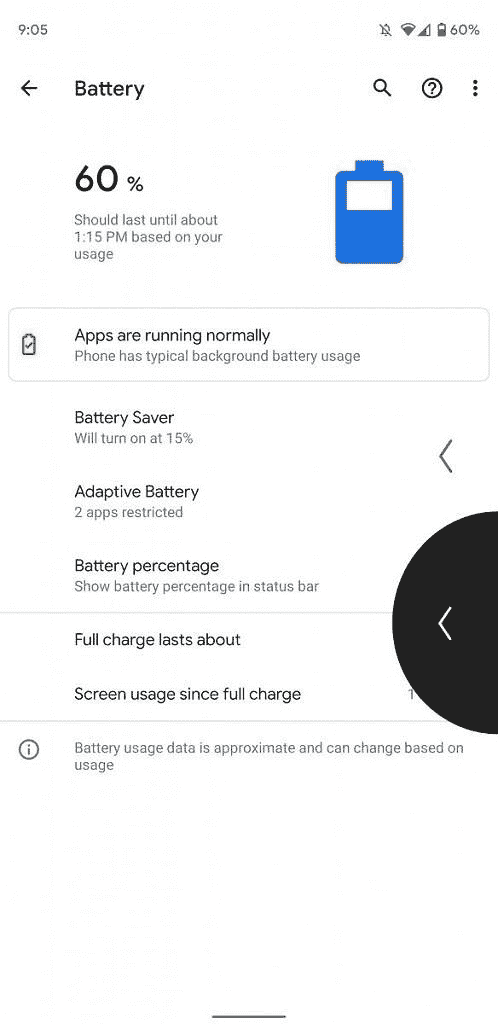 9:05 60%
Battery
60 %
Should last until about
1:15 PM based on your
usage
Apps are running normally
Phone has typical background battery usage
Battery Saver
Will turn on at 15%
Adaptive Battery
2 apps restricted
Battery percentage
Show battery percentage in status bar
Full charge lasts about
Screen usage since full charge
Battery usage data is approximate and can change based on
usage